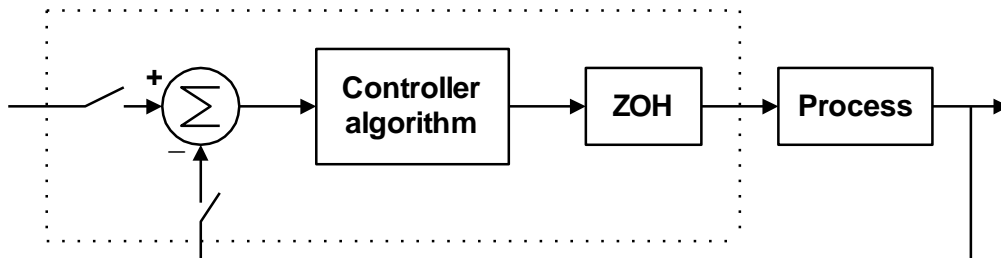 +
Σ
−
Controller
algorithm
ZOH
Process